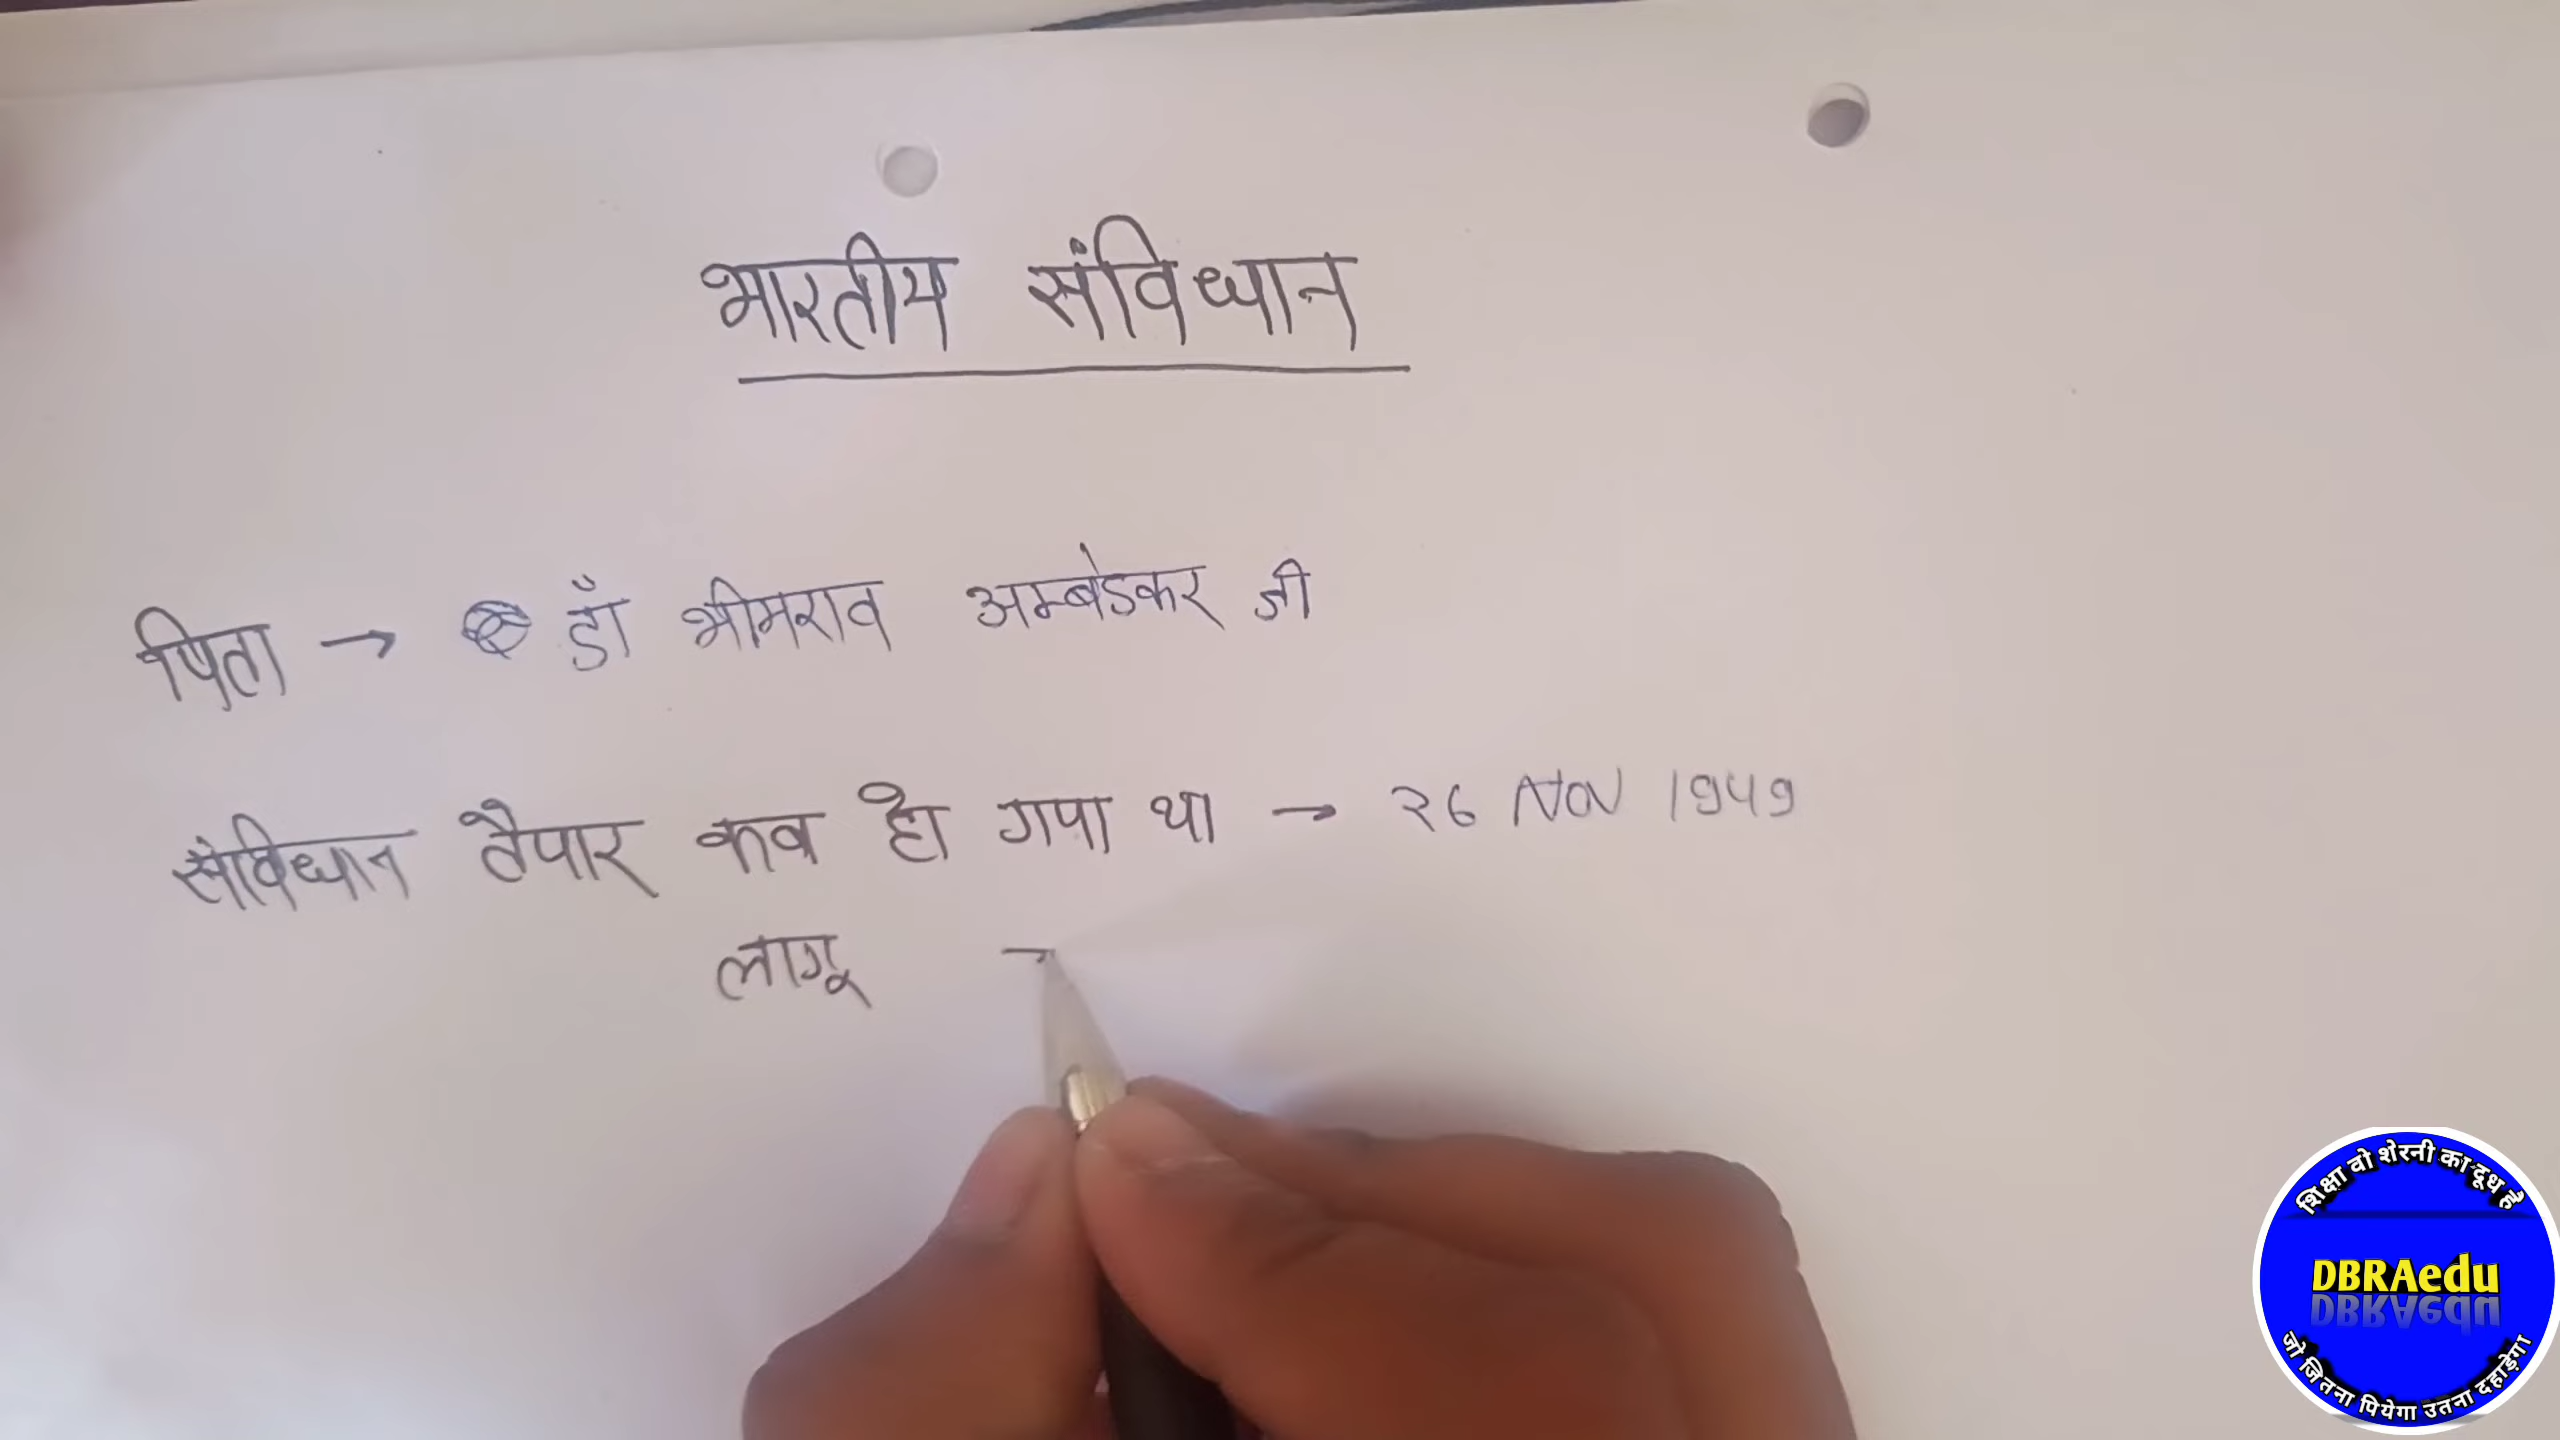 भारतीय संविधान
पिता → डॉ भीमराव अम्बेडकर जी
संविधान तैयार कब हो गया था → 26 Nov 1949
लागू →
शिक्षा वो शेरनी का दूध है
DBRAedu
जो जितना पियेगा उतना दहाड़ेगा